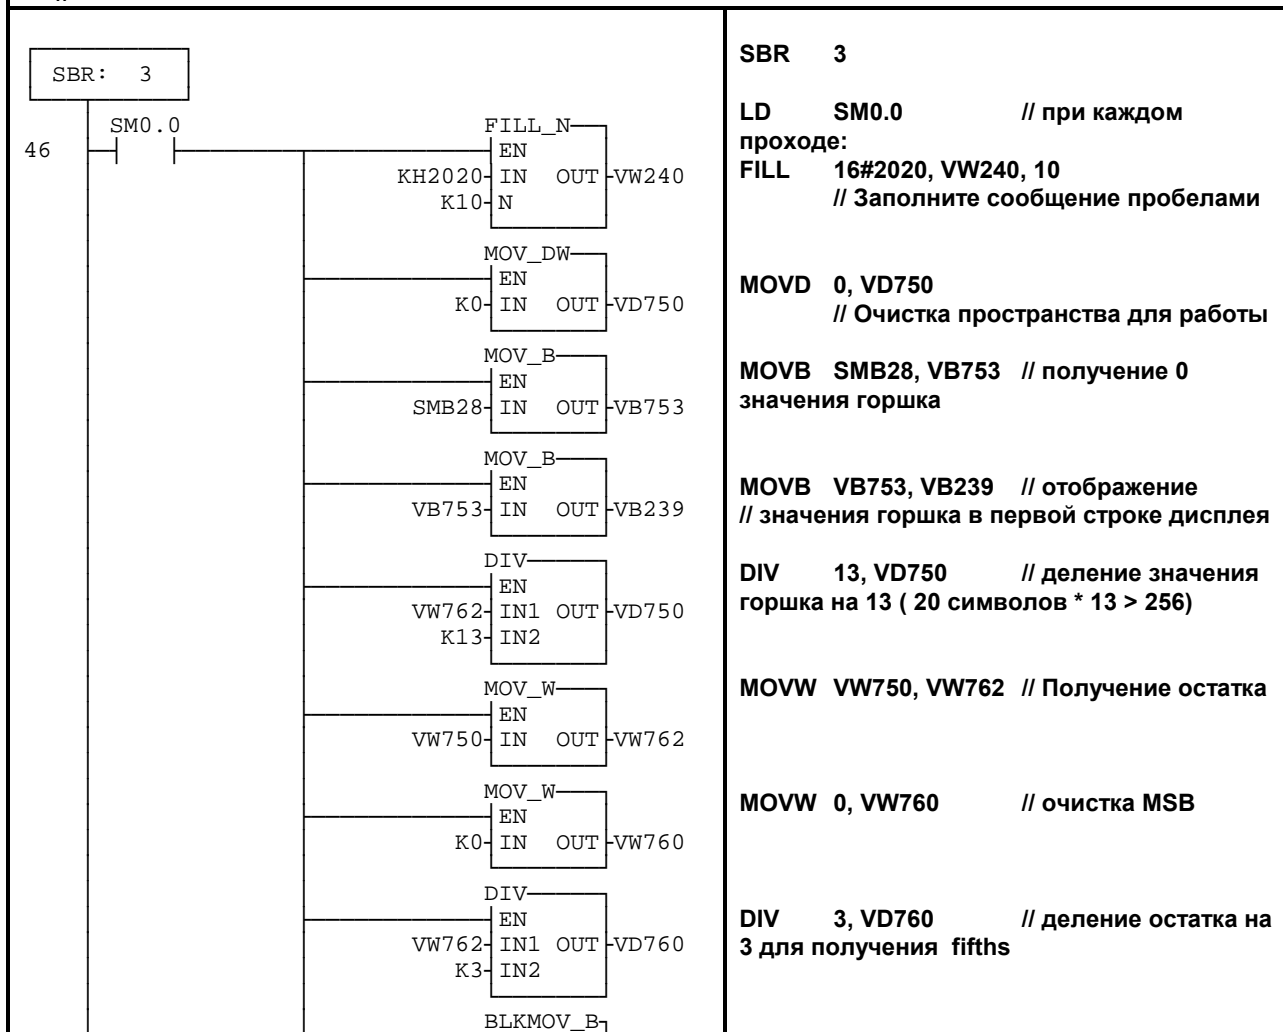 SBR: 3
46
SM0.0
FILL_N
EN
KH2020 IN OUT VW240
K10 N
MOV_DW
EN
K0 IN OUT VD750
MOV_B
EN
SMB28 IN OUT VB753
MOV_B
EN
VB753 IN OUT VB239
DIV
EN
VW762 IN1 OUT VD750
K13 IN2
MOV_W
EN
VW750 IN OUT VW762
MOV_W
EN
K0 IN OUT VW760
DIV
EN
VW762 IN1 OUT VD760
K3 IN2
BLKMOV_B
SBR 3
LD SM0.0 // при каждом
проходе:
FILL 16#2020, VW240, 10
// Заполните сообщение пробелами
MOVD 0, VD750
// Очистка пространства для работы
MOVB SMB28, VB753 // получение 0
значения горшка
MOVB VB753, VB239 // отображение
// значения горшка в первой строке дисплея
DIV 13, VD750 // деление значения
горшка на 13 ( 20 символов * 13 > 256)
MOVW VW750, VW762 // Получение остатка
MOVW 0, VW760 // очистка MSB
DIV 3, VD760 // деление остатка на
3 для получения fifths